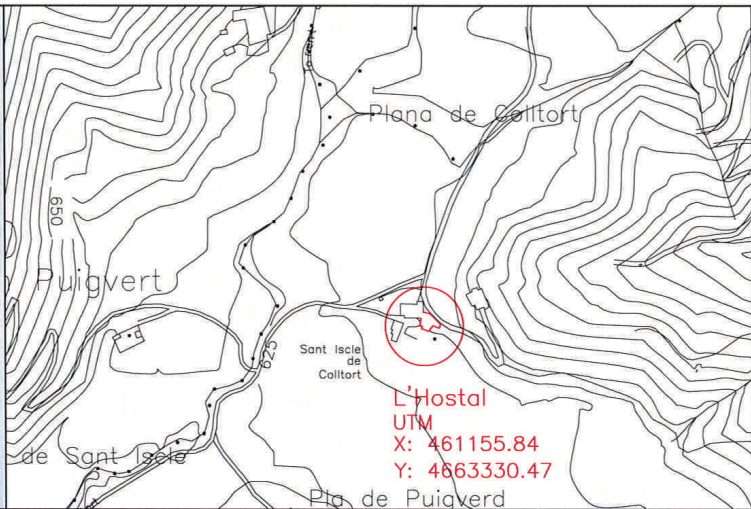 Plana de Colltort
650
Puigvert
Sant Iscle
de
Colltort
625
L'Hostal
UTM
X: 461155.84
Y: 4663330.47
de Sant Iscle
Pla de Puigverd